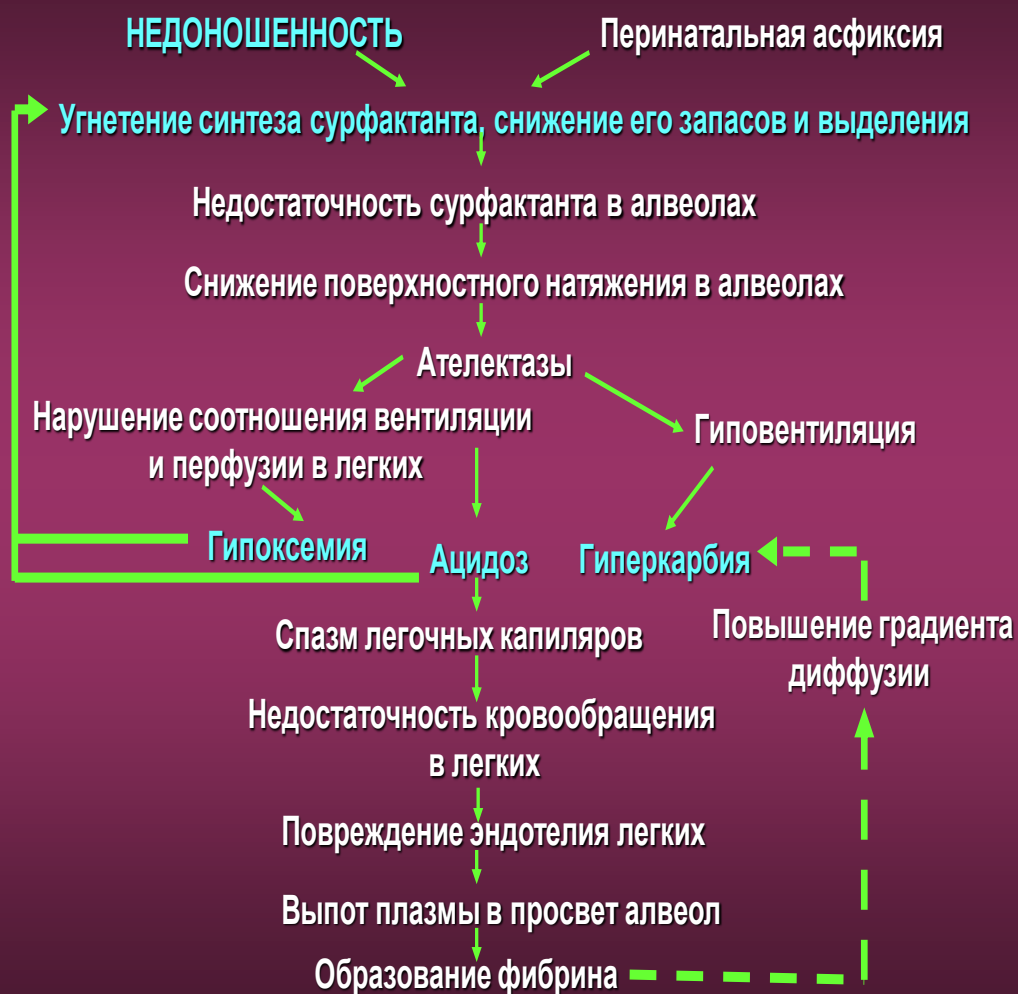 НЕДОНОШЕННОСТЬ
Перинатальная асфиксия
Угнетение синтеза сурфактанта, снижение его запасов и выделения
Недостаточность сурфактанта в алвеолах
Снижение поверхностного натяжения в алвеолах
Ателектазы
Нарушение соотношения вентиляции
и перфузии в легких
Гиповентиляция
Гипоксемия
Ацидоз
Гиперкарбия
Спазм легочных капиляров
Повышение градиента
диффузии
Недостаточность кровообращения
в легких
Повреждение эндотелия легких
Выпот плазмы в просвет алвеол
Образование фибрина